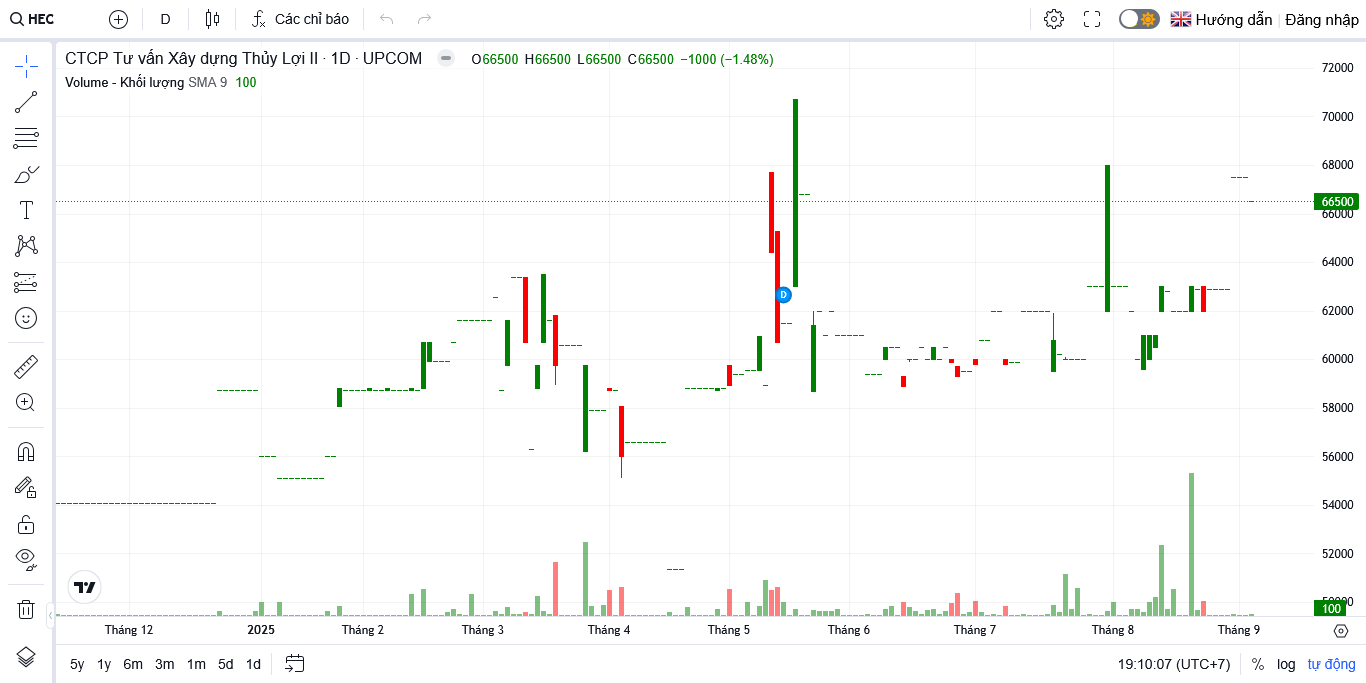 HEC D Các chỉ báo Hướng dẫn Đăng nhập
CTCP Tư vấn Xây dựng Thủy Lợi II · 1D · UPCOM O66500 H66500 L66500 C66500 −1000 (−1.48%)
Volume - Khối lượng SMA 9 100
72000
70000
68000
66500
66000
64000
62000
60000
58000
56000
54000
52000
50000
100
D
Tháng 12 2025 Tháng 2 Tháng 3 Tháng 4 Tháng 5 Tháng 6 Tháng 7 Tháng 8 Tháng 9
5y 1y 6m 3m 1m 5d 1d 19:10:07 (UTC+7) % log tự động